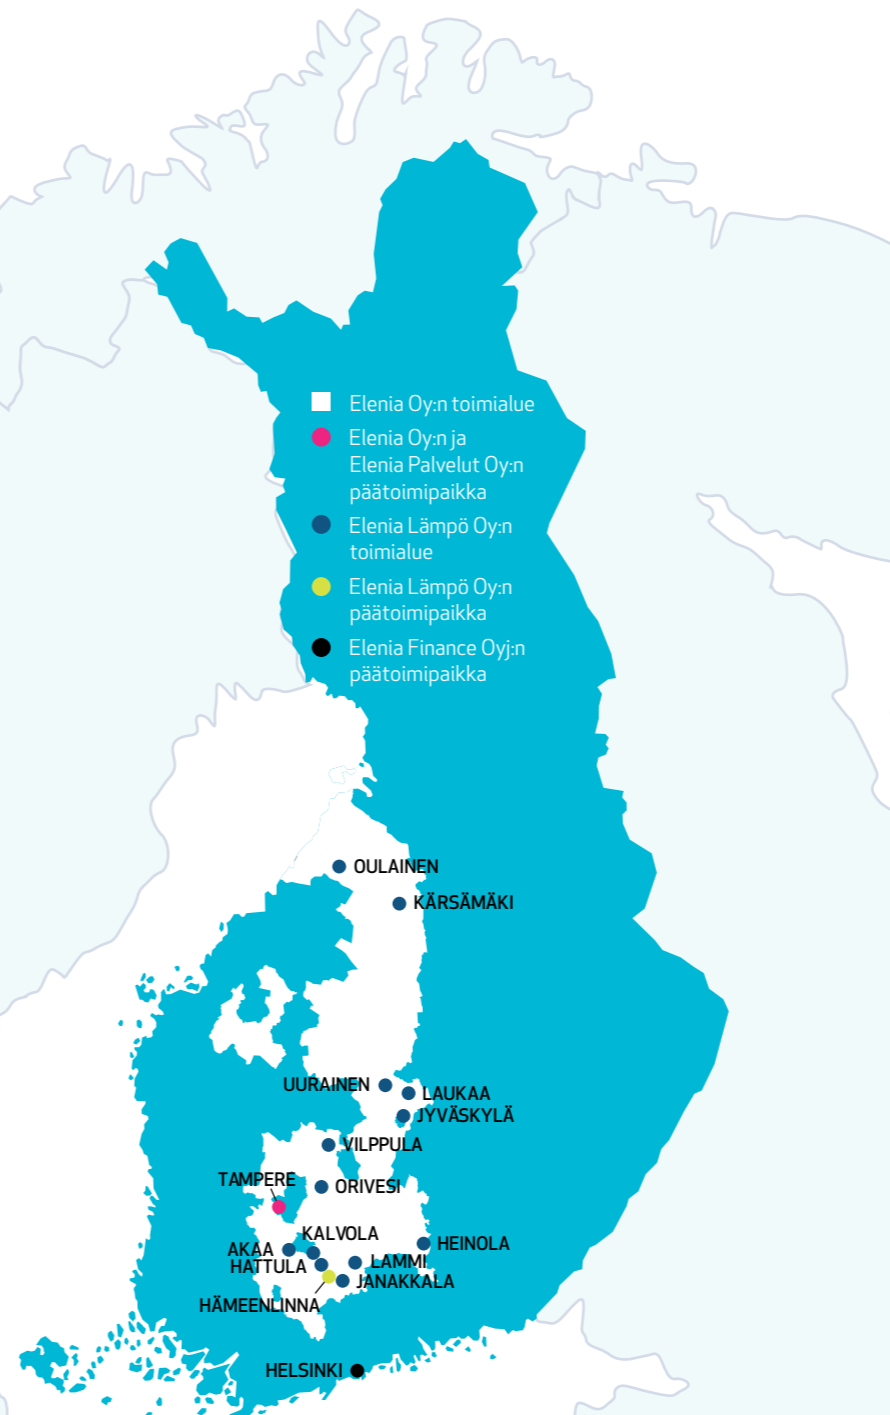 Elenia Oy:n toimialue
Elenia Oy:n ja
Elenia Palvelut Oy:n
päätoimipaikka
Elenia Lämpö Oy:n
toimialue
Elenia Lämpö Oy:n
päätoimipaikka
Elenia Finance Oyj:n
päätoimipaikka
OULAINEN
KÄRSÄMÄKI
UURAINEN
LAUKAA
JYVÄSKYLÄ
VILPPULA
TAMPERE
ORIVESI
KALVOLA
AKAA
HEINOLA
HATTULA
LAMMI
JANAKKALA
HÄMEENLINNA
HELSINKI